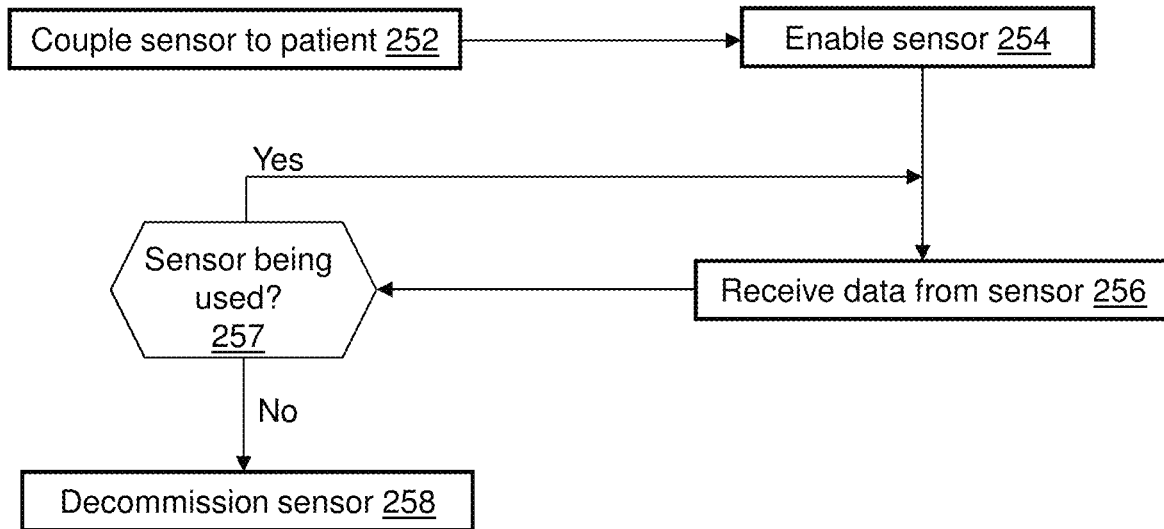 Couple sensor to patient 252
Enable sensor 254
Yes
Sensor being
used?
257
Receive data from sensor 256
No
Decommission sensor 258